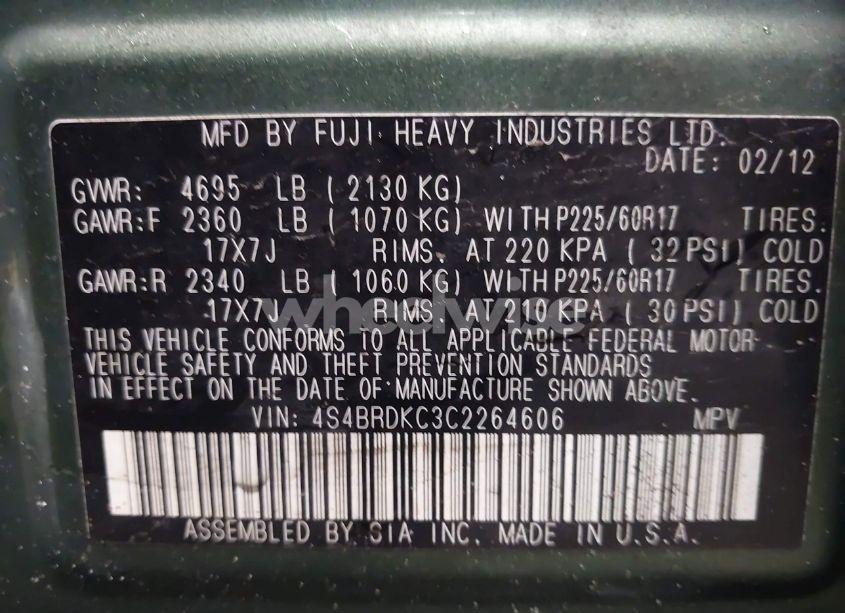 MFD BY FUJI HEAVY INDUSTRIES LTD.
DATE: 02/12
GVWR: 4695 LB ( 2130 KG)
GAWR:F 2360 LB ( 1070 KG) WITH P225/60R17 TIRES.
17X7J RIMS, AT 220 KPA ( 32 PSI) COLD
GAWR:R 2340 LB ( 1060 KG) WITH P225/60R17 TIRES.
17X7J RIMS, AT 210 KPA ( 30 PSI) COLD
wheelwise
THIS VEHICLE CONFORMS TO ALL APPLICABLE FEDERAL MOTOR
VEHICLE SAFETY AND THEFT PREVENTION STANDARDS
IN EFFECT ON THE DATE OF MANUFACTURE SHOWN ABOVE.
VIN: 4S4BRDKC3C2264606 MPV
ASSEMBLED BY SIA INC. MADE IN U.S.A.